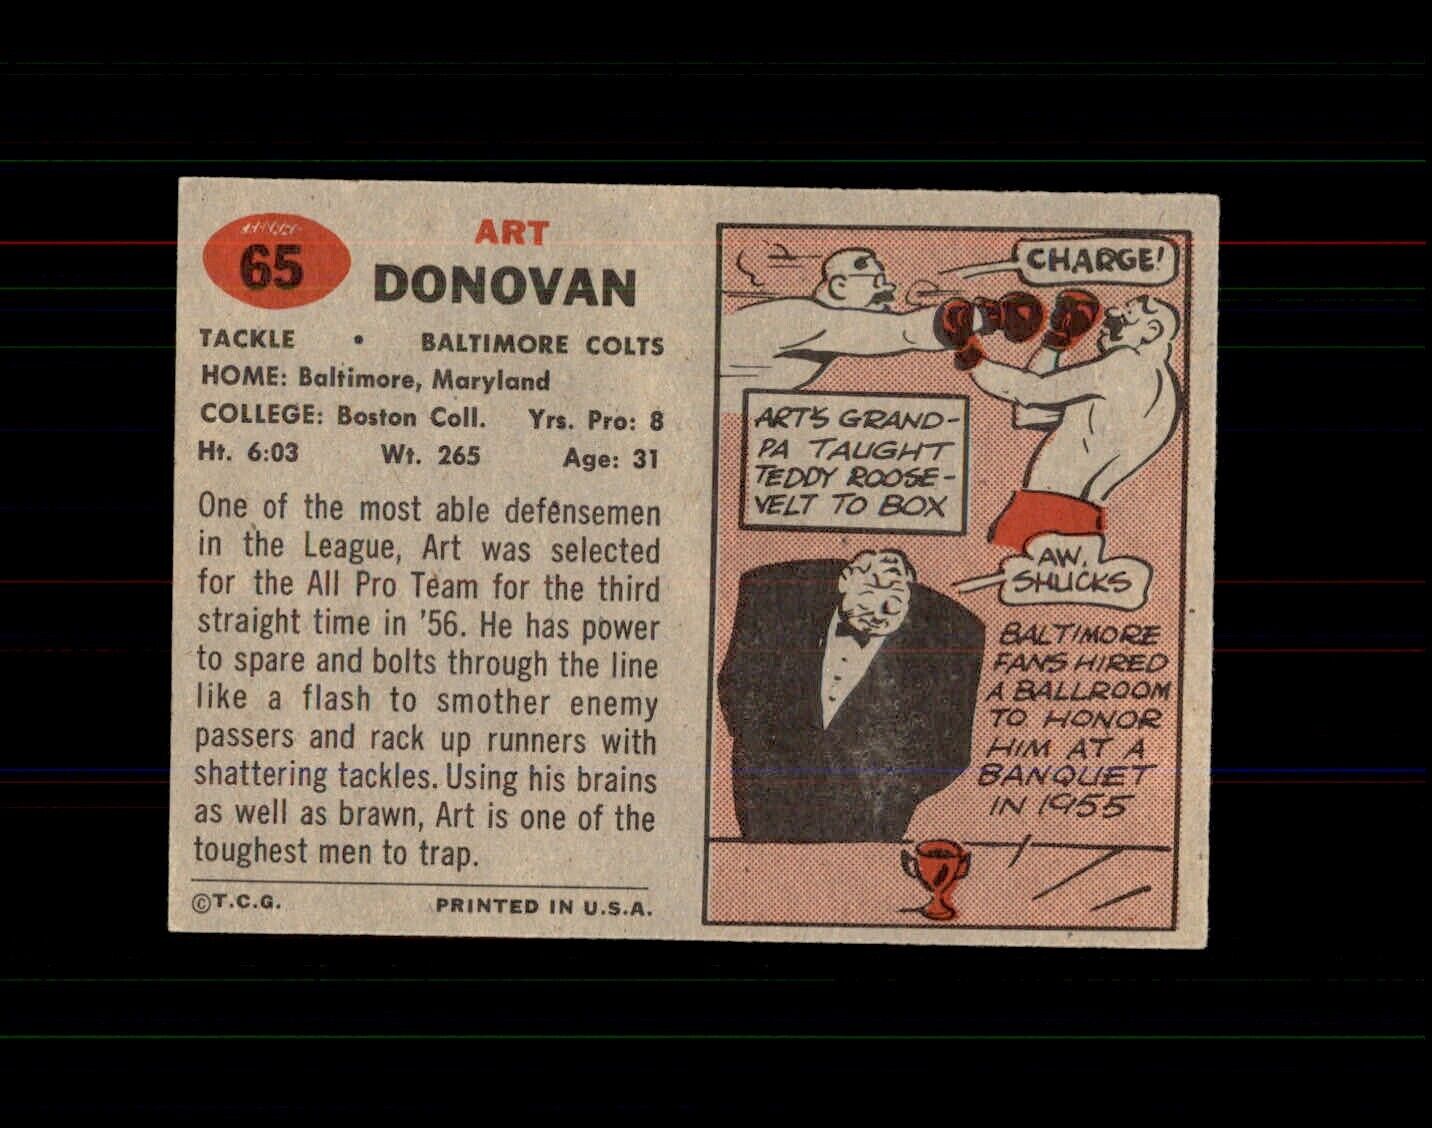 65
ART
DONOVAN
TACKLE • BALTIMORE COLTS
HOME: Baltimore, Maryland
COLLEGE: Boston Coll. Yrs. Pro: 8
Ht. 6:03 Wt. 265 Age: 31
One of the most able defensemen
in the League, Art was selected
for the All Pro Team for the third
straight time in '56. He has power
to spare and bolts through the line
like a flash to smother enemy
passers and rack up runners with
shattering tackles. Using his brains
as well as brawn, Art is one of the
toughest men to trap.
©T.C.G. PRINTED IN U.S.A.
CHARGE!
ART'S GRAND-
PA TAUGHT
TEDDY ROOSE-
VELT TO BOX
AW,
SHUCKS
BALTIMORE
FANS HIRED
A BALLROOM
TO HONOR
HIM AT A
BANQUET
IN 1955